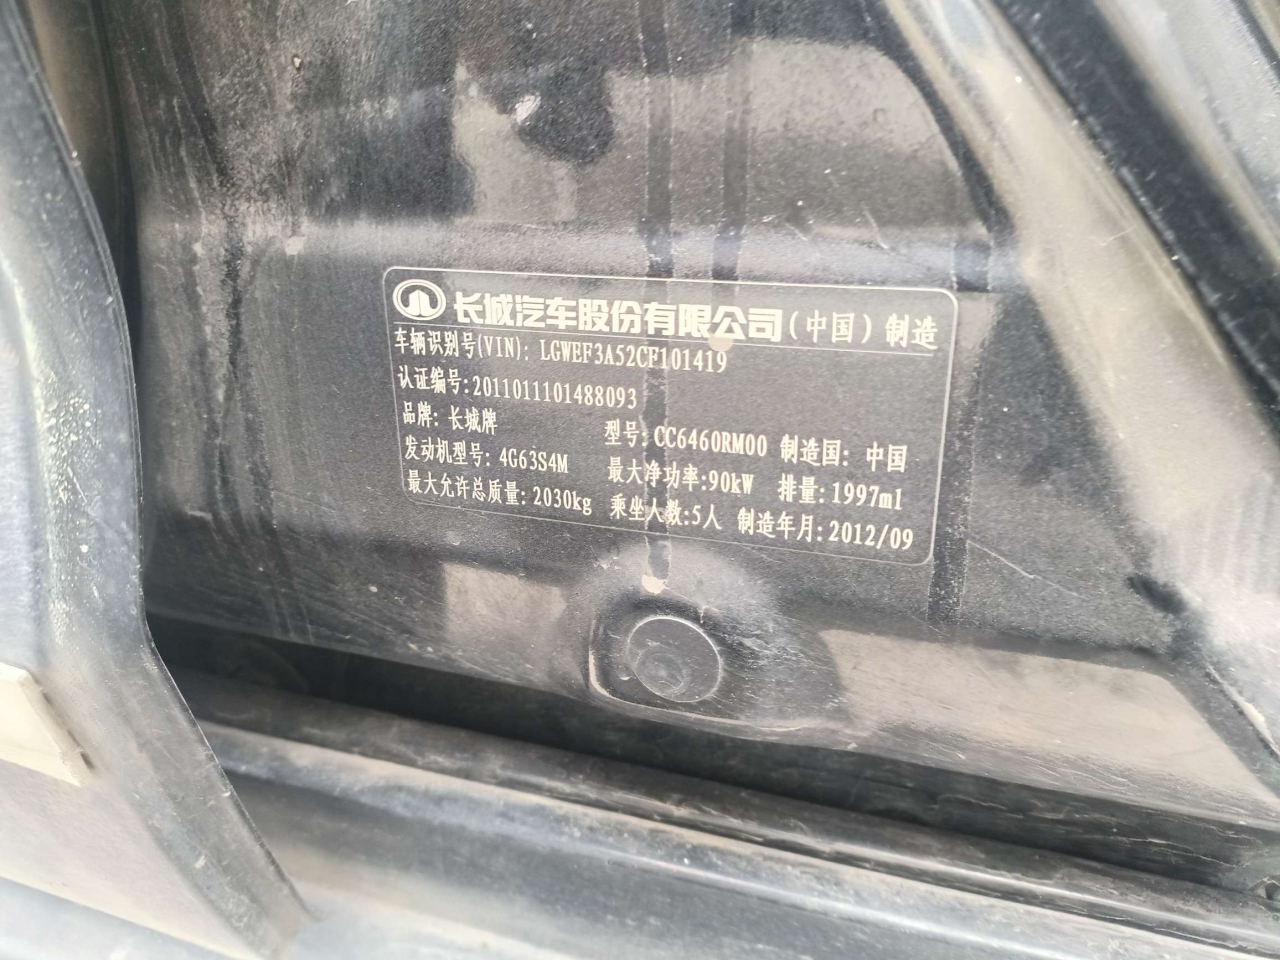 长城汽车股份有限公司(中国)制造
车辆识别号(VIN): LGWEF3A52CF101419
认证编号:2011011101488093
品牌: 长城牌 型号: CC6460RM00 制造国: 中国
发动机型号: 4G63S4M 最大净功率:90kW 排量:1997ml
最大允许总质量: 2030kg 乘坐人数:5人 制造年月:2012/09